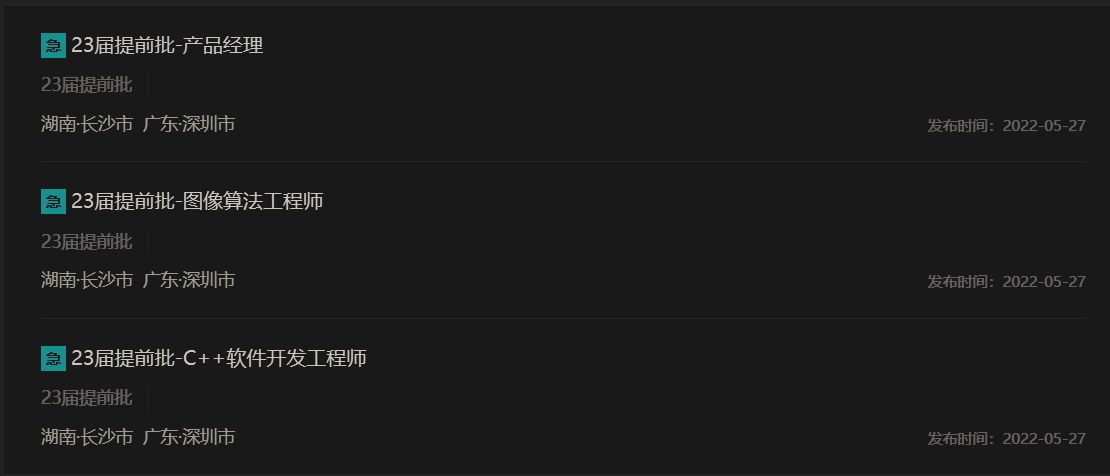 急 23届提前批-产品经理
23届提前批
湖南·长沙市 广东·深圳市 发布时间：2022-05-27
急 23届提前批-图像算法工程师
23届提前批
湖南·长沙市 广东·深圳市 发布时间：2022-05-27
急 23届提前批-C++软件开发工程师
23届提前批
湖南·长沙市 广东·深圳市 发布时间：2022-05-27